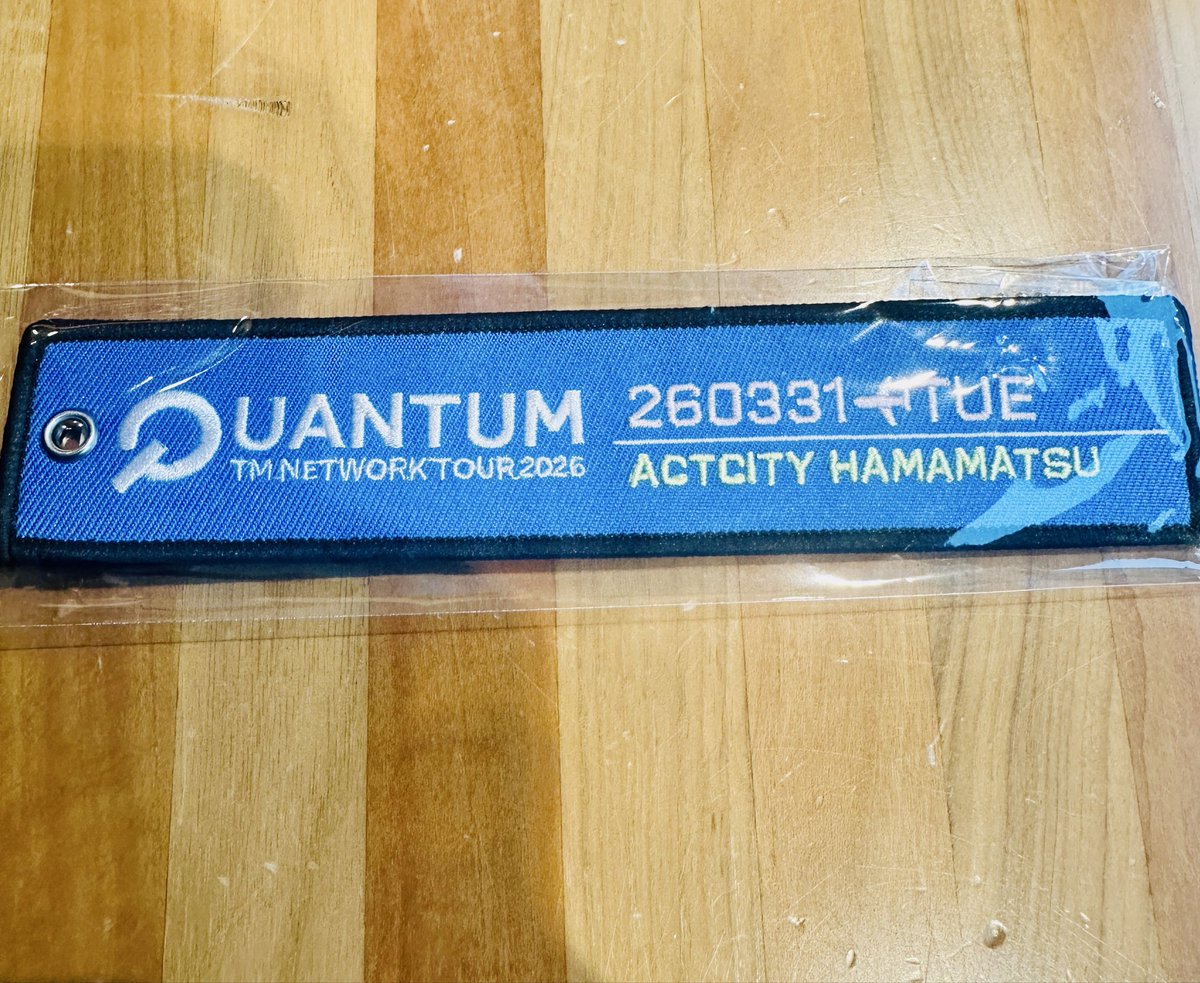 QUANTUM
TM NETWORK TOUR 2026
260331 TUE
ACTCITY HAMAMATSU